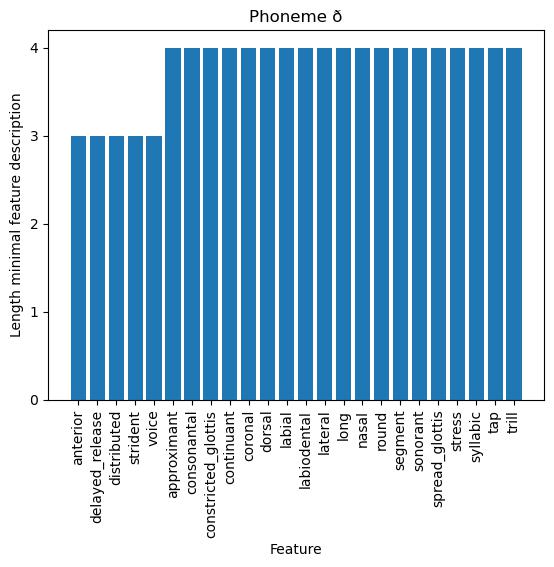 Phoneme ð
Length minimal feature description
4
3
2
1
0
anterior
delayed_release
distributed
strident
voice
approximant
consonantal
constricted_glottis
continuant
coronal
dorsal
labial
labiodental
lateral
long
nasal
round
segment
sonorant
spread_glottis
stress
syllabic
tap
trill
Feature